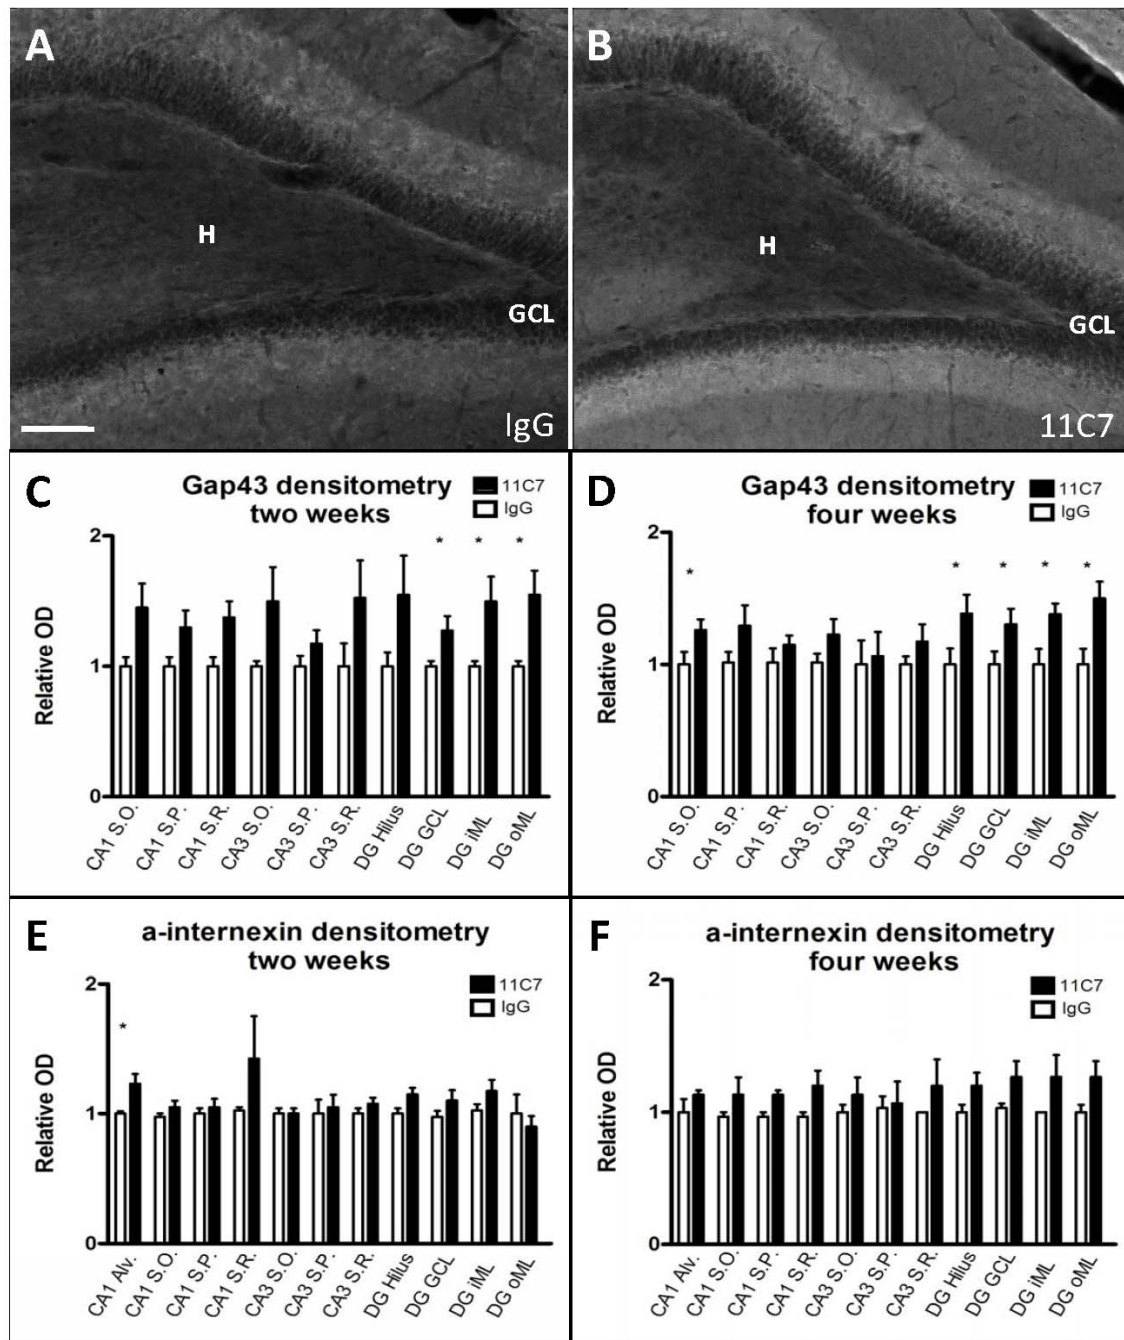 A
H
GCL
IgG
B
H
GCL
11C7
C
Gap43 densitometry
two weeks
11C7
IgG
Relative OD
2
1
0
CA1 S.O.
CA1 S.P.
CA1 S.R.
CA3 S.O.
CA3 S.P.
CA3 S.R.
DG Hilus
DG GCL
DG iML
DG oML
* * *
D
Gap43 densitometry
four weeks
11C7
IgG
Relative OD
2
1
0
CA1 S.O.
CA1 S.P.
CA1 S.R.
CA3 S.O.
CA3 S.P.
CA3 S.R.
DG Hilus
DG GCL
DG iML
DG oML
* * * * *
E
a-internexin densitometry
two weeks
11C7
IgG
Relative OD
2
1
0
CA1 Alv.
CA1 S.O.
CA1 S.P.
CA1 S.R.
CA3 S.O.
CA3 S.P.
CA3 S.R.
DG Hilus
DG GCL
DG iML
DG oML
*
F
a-internexin densitometry
four weeks
11C7
IgG
Relative OD
2
1
0
CA1 Alv.
CA1 S.O.
CA1 S.P.
CA1 S.R.
CA3 S.O.
CA3 S.P.
CA3 S.R.
DG Hilus
DG GCL
DG iML
DG oML